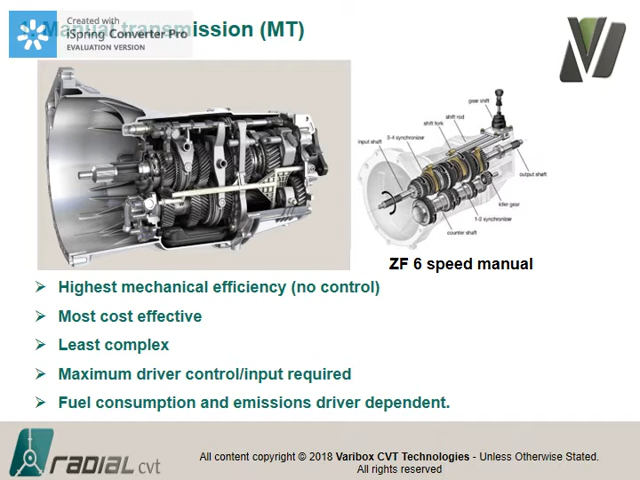 Created with
iSpring Converter Pro
EVALUATION VERSION
Manual transmission (MT)
gear shift
shift rod
shift fork
3-4 synchronizer
input shaft
output shaft
idler gear
1-2 synchronizer
counter shaft
ZF 6 speed manual
➢ Highest mechanical efficiency (no control)
➢ Most cost effective
➢ Least complex
➢ Maximum driver control/input required
➢ Fuel consumption and emissions driver dependent.
RADIAL cvt
All content copyright © 2018 Varibox CVT Technologies - Unless Otherwise Stated.
All rights reserved